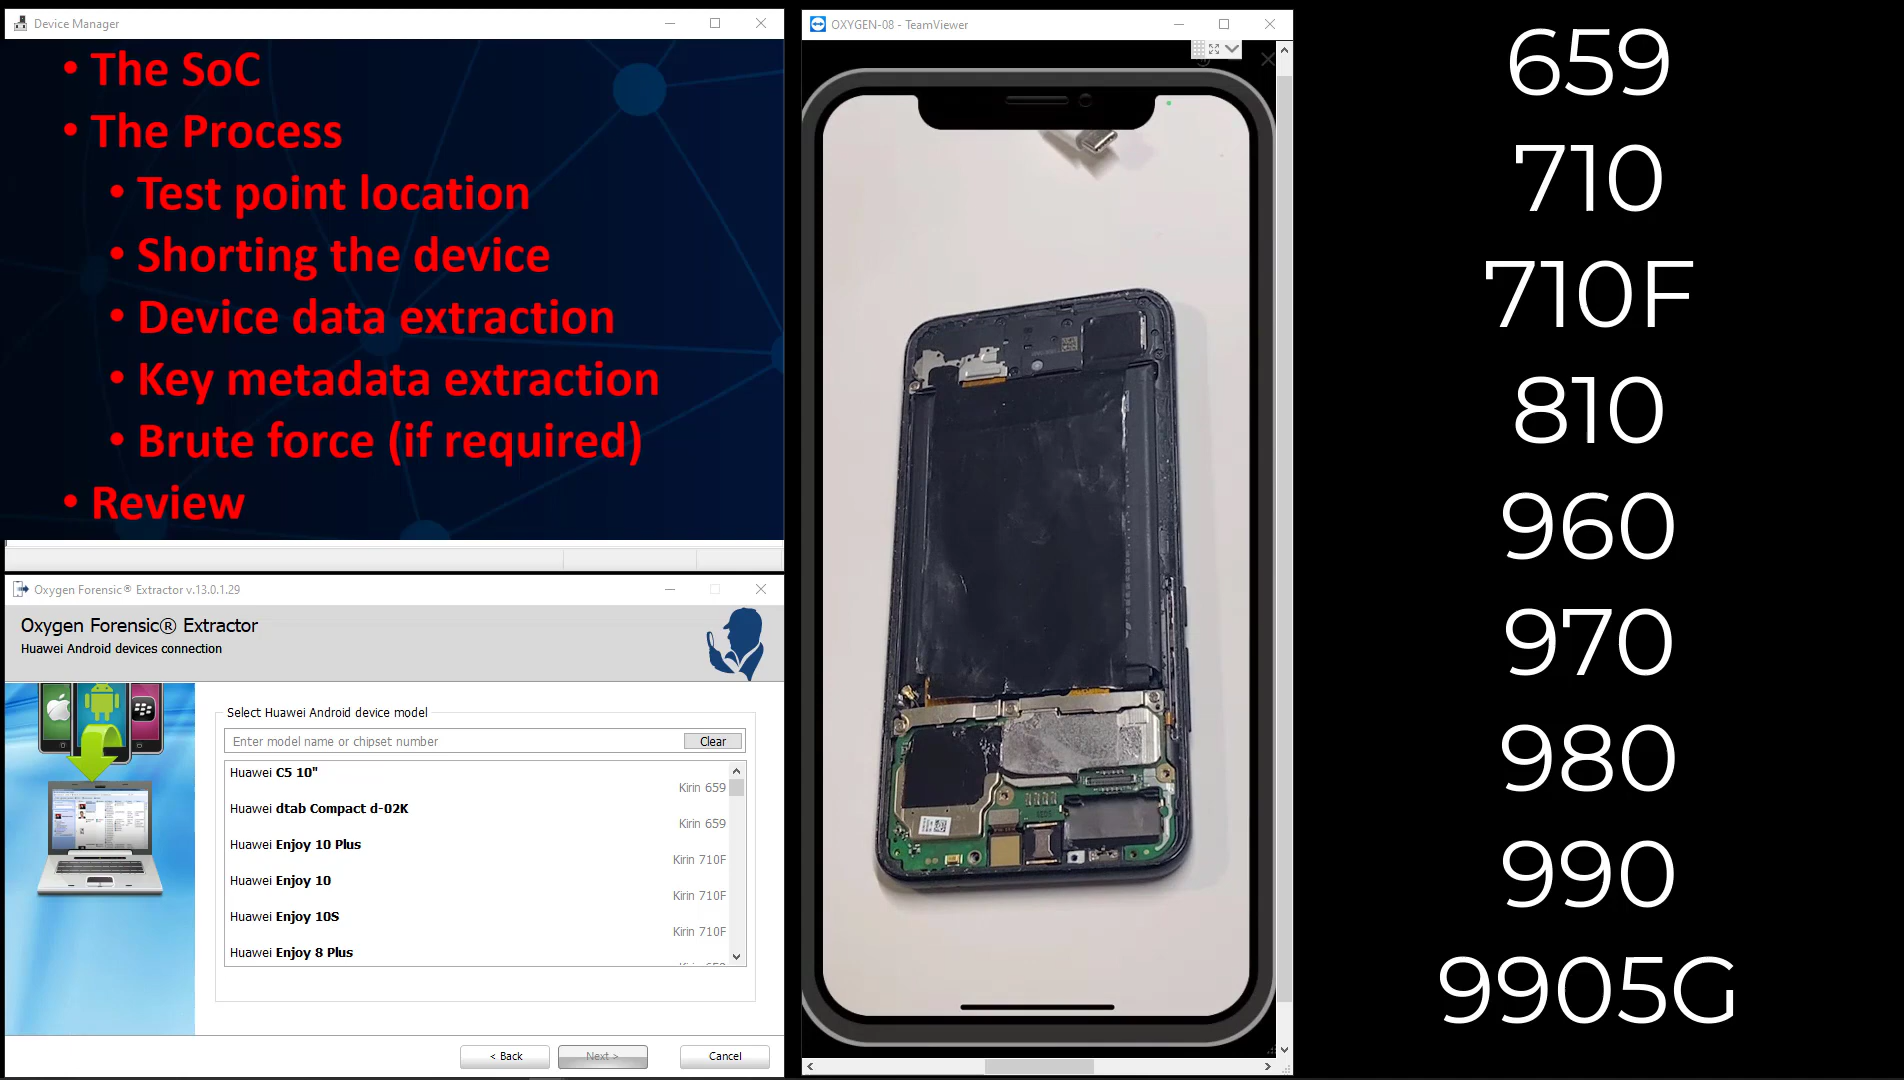 Device Manager
• The SoC
• The Process
• Test point location
• Shorting the device
• Device data extraction
• Key metadata extraction
• Brute force (if required)
• Review
Oxygen Forensic® Extractor v.13.0.1.29
Oxygen Forensic® Extractor
Huawei Android devices connection
Select Huawei Android device model
Enter model name or chipset number
Clear
Huawei C5 10"
Kirin 659
Huawei dtab Compact d-02K
Kirin 659
Huawei Enjoy 10 Plus
Kirin 710F
Huawei Enjoy 10
Kirin 710F
Huawei Enjoy 10S
Kirin 710F
Huawei Enjoy 8 Plus
< Back
Next >
Cancel
OXYGEN-08 - TeamViewer
659
710
710F
810
960
970
980
990
9905G